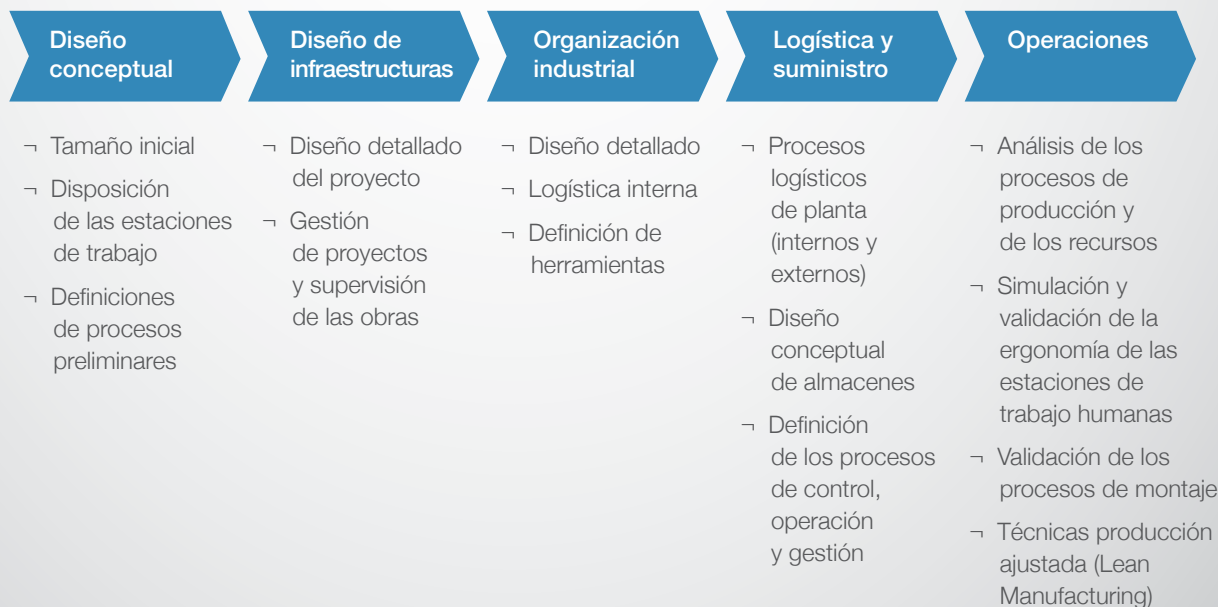 Diseño
conceptual
¬ Tamaño inicial
¬ Disposición
de las estaciones
de trabajo
¬ Definiciones
de procesos
preliminares
Diseño de
infraestructuras
¬ Diseño detallado
del proyecto
¬ Gestión
de proyectos
y supervisión
de las obras
Organización
industrial
¬ Diseño detallado
¬ Logística interna
¬ Definición de
herramientas
Logística y
suministro
¬ Procesos
logísticos
de planta
(internos y
externos)
¬ Diseño
conceptual
de almacenes
¬ Definición
de los procesos
de control,
operación
y gestión
Operaciones
¬ Análisis de los
procesos de
producción y
de los recursos
¬ Simulación y
validación de la
ergonomía de las
estaciones de
trabajo humanas
¬ Validación de los
procesos de montaje
¬ Técnicas producción
ajustada (Lean
Manufacturing)